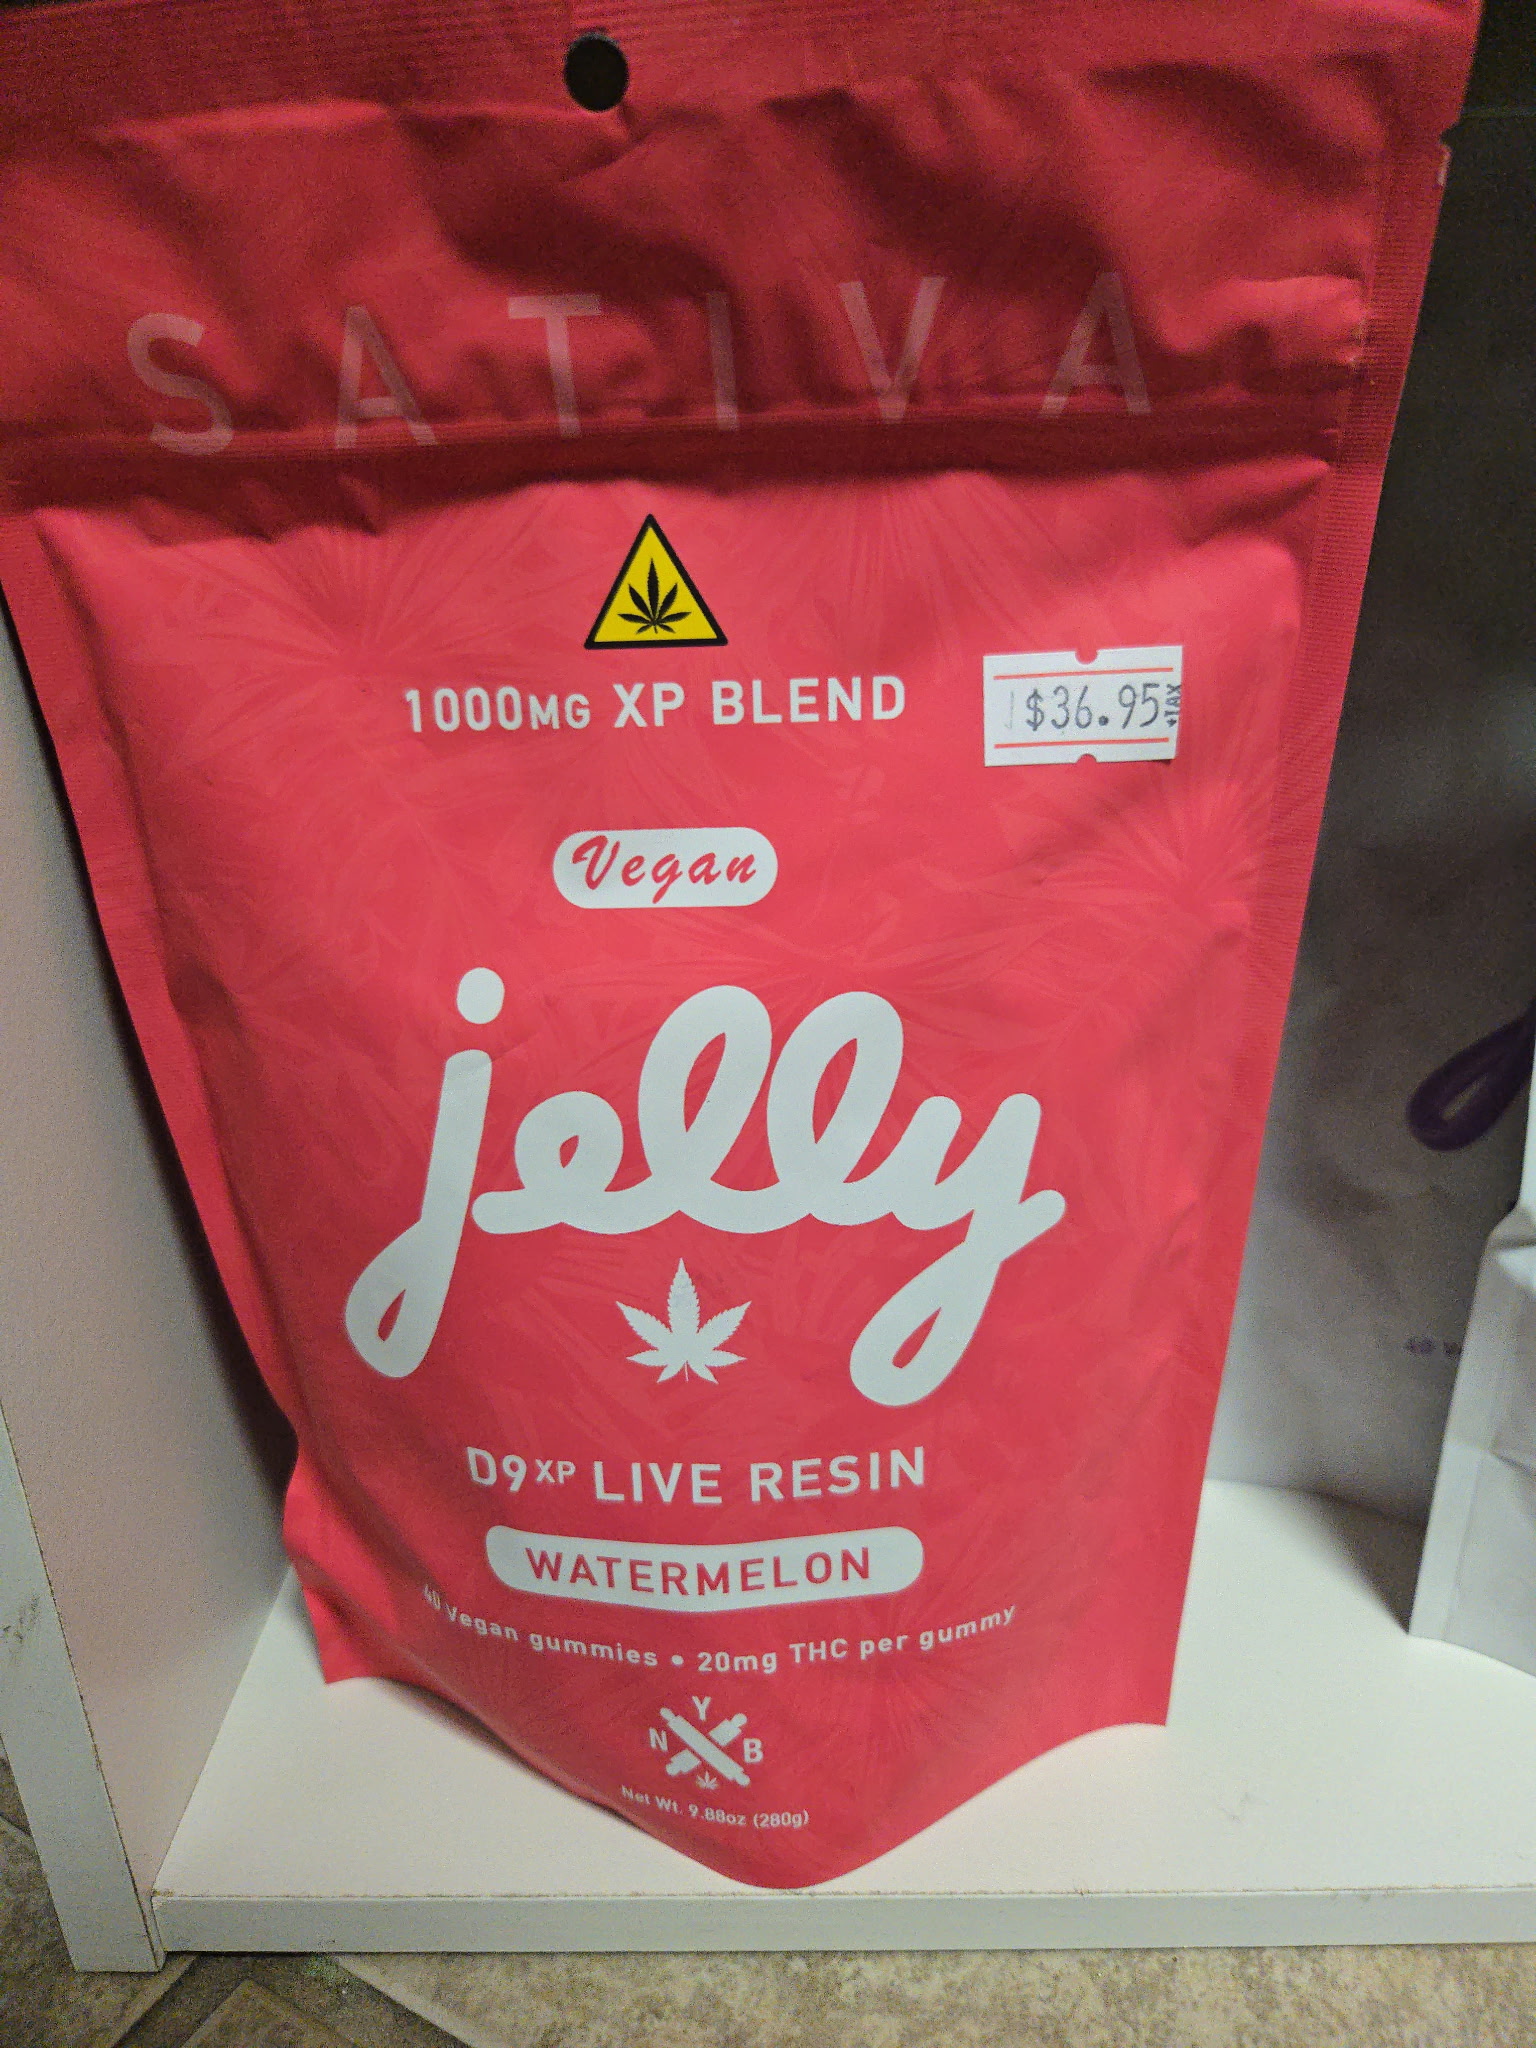 SATIVA
1000MG XP BLEND
$36.95 +TAX
Vegan
jelly
D9XP LIVE RESIN
WATERMELON
40 Vegan gummies • 20mg THC per gummy
N Y B
Net Wt. 9.88oz (280g)